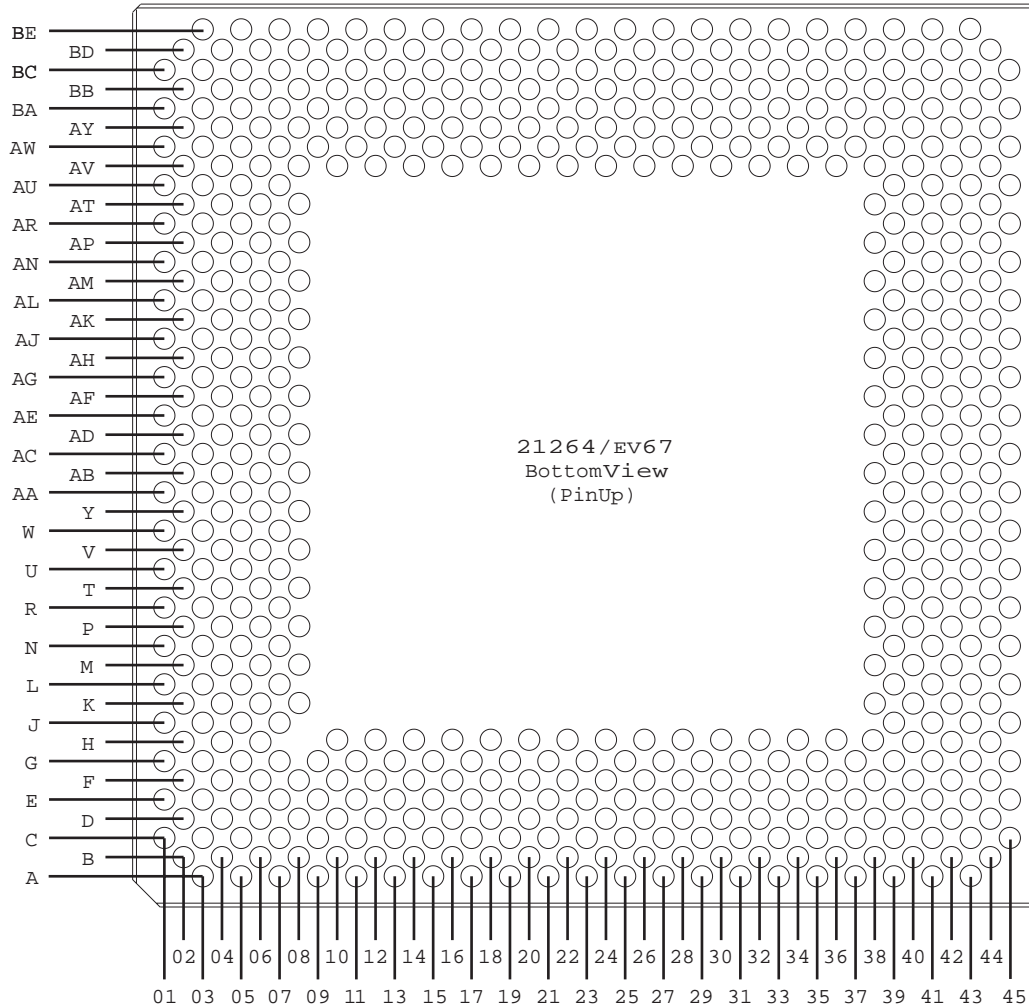 BE
BD
BC
BB
BA
AY
AW
AV
AU
AT
AR
AP
AN
AM
AL
AK
AJ
AH
AG
AF
AE
AD
AC
AB
AA
Y
W
V
U
T
R
P
N
M
L
K
J
H
G
F
E
D
C
B
A
21264/EV67
BottomView
(PinUp)
02 04 06 08 10 12 14 16 18 20 22 24 26 28 30 32 34 36 38 40 42 44
01 03 05 07 09 11 13 15 17 19 21 23 25 27 29 31 33 35 37 39 41 43 45